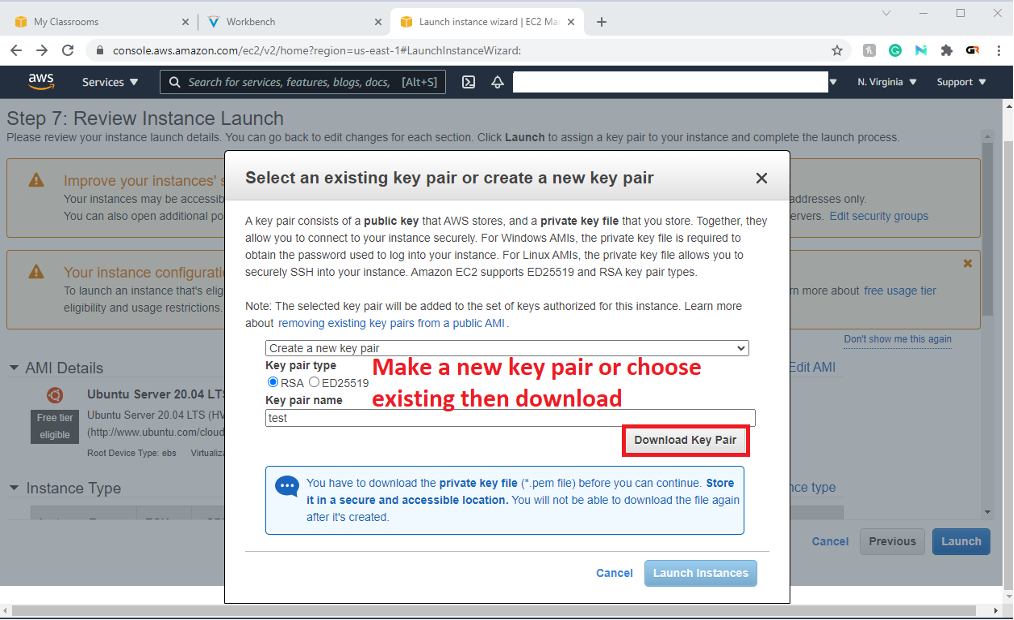 My Classrooms
Workbench
Launch instance wizard | EC2 Ma
console.aws.amazon.com/ec2/v2/home?region=us-east-1#LaunchInstanceWizard:
aws
Services
Search for services, features, blogs, docs, [Alt+S]
N. Virginia
Support
Step 7: Review Instance Launch
Please review your instance launch details. You can go back to edit changes for each section. Click Launch to assign a key pair to your instance and complete the launch process.
Improve your instances' s
Your instances may be accessib
addresses only.
You can also open additional po
ervers. Edit security groups
Your instance configurati
To launch an instance that's elig
rn more about free usage tier
eligibility and usage restrictions.
Don't show me this again
AMI Details
Edit AMI
Ubuntu Server 20.04 LTS
Free tier
eligible
Ubuntu Server 20.04 LTS (HV
(http://www.ubuntu.com/cloud
Root Device Type: ebs Virtualiza
Instance Type
nce type
Cancel
Previous
Launch
Select an existing key pair or create a new key pair
A key pair consists of a public key that AWS stores, and a private key file that you store. Together, they
allow you to connect to your instance securely. For Windows AMIs, the private key file is required to
obtain the password used to log into your instance. For Linux AMIs, the private key file allows you to
securely SSH into your instance. Amazon EC2 supports ED25519 and RSA key pair types.
Note: The selected key pair will be added to the set of keys authorized for this instance. Learn more
about removing existing key pairs from a public AMI.
Create a new key pair
Key pair type
RSA ED25519
Key pair name
test
Make a new key pair or choose
existing then download
Download Key Pair
You have to download the private key file (*.pem file) before you can continue. Store
it in a secure and accessible location. You will not be able to download the file again
after it's created.
Cancel
Launch Instances